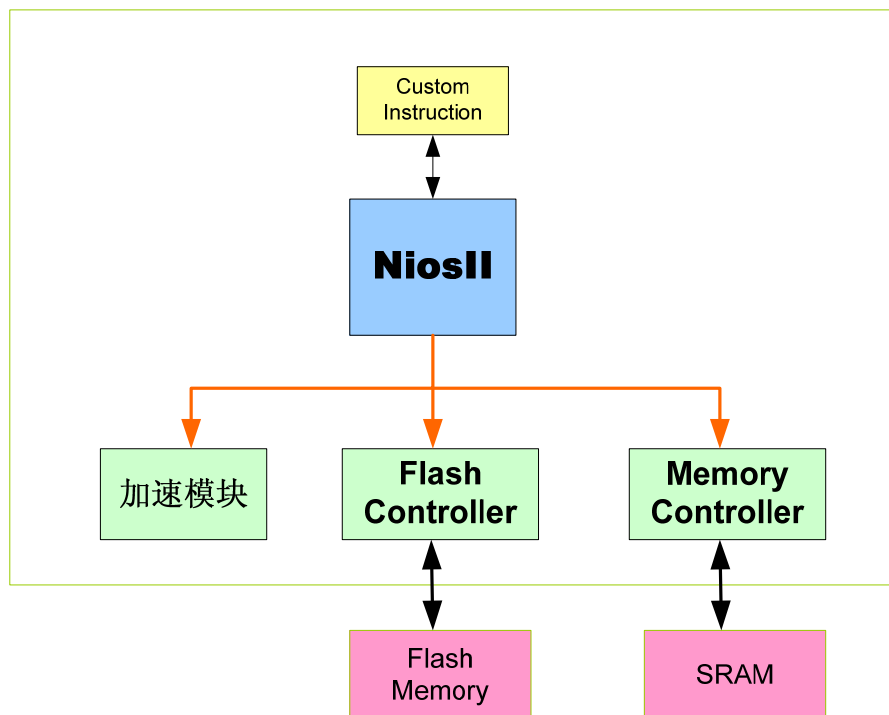 Custom
Instruction
NiosII
加速模块
Flash
Controller
Memory
Controller
Flash
Memory
SRAM